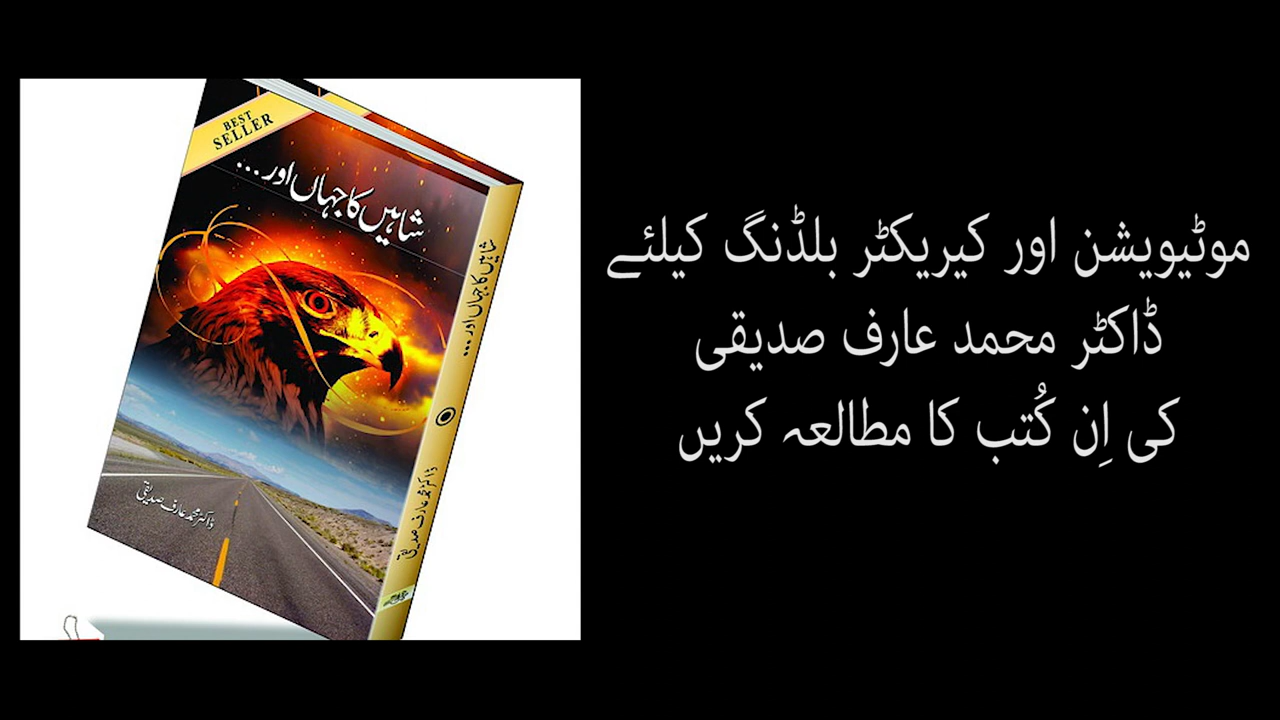 BEST
SELLER
شاہیں کا جہاں اور...
ڈاکٹر محمد عارف صدیقی
شاہیں کا جہاں اور...
ڈاکٹر محمد عارف صدیقی
موٹیویشن اور کیریکٹر بلڈنگ کیلئے
ڈاکٹر محمد عارف صدیقی
کی اِن کُتب کا مطالعہ کریں